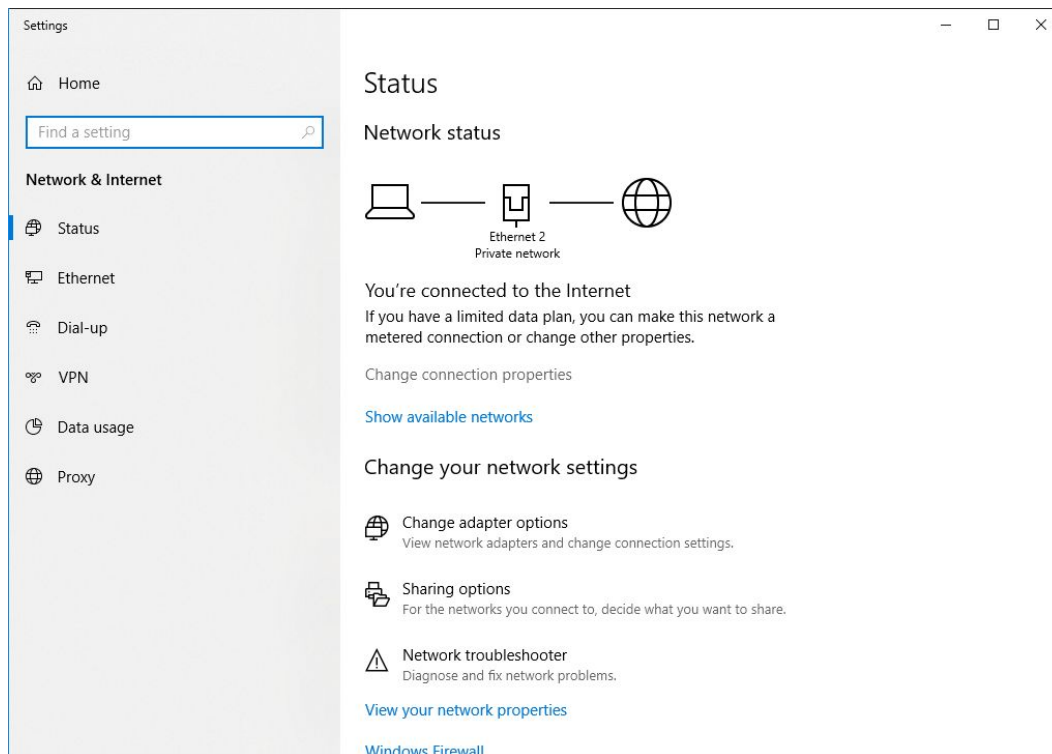 Settings
Home
Find a setting
Network & Internet
Status
Ethernet
Dial-up
VPN
Data usage
Proxy
Status
Network status
Ethernet 2
Private network
You're connected to the Internet
If you have a limited data plan, you can make this network a
metered connection or change other properties.
Change connection properties
Show available networks
Change your network settings
Change adapter options
View network adapters and change connection settings.
Sharing options
For the networks you connect to, decide what you want to share.
Network troubleshooter
Diagnose and fix network problems.
View your network properties
Windows Firewall